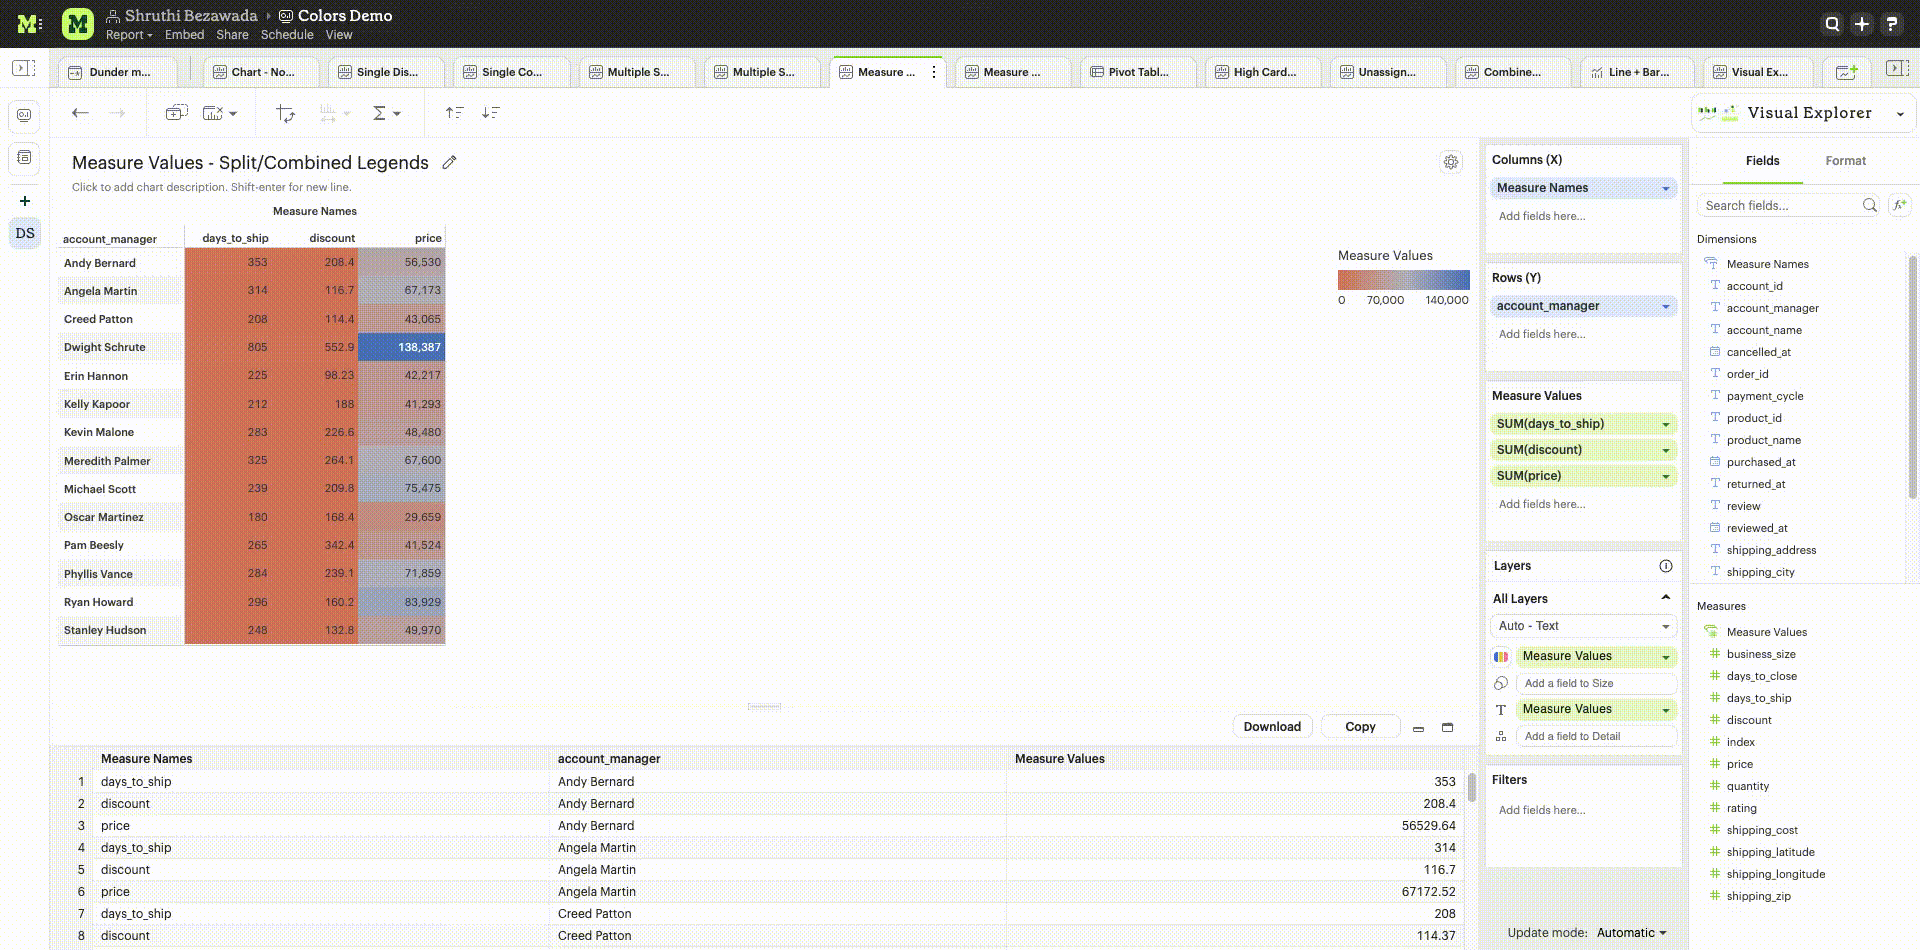 Shruthi Bezawada › Colors Demo
Report Embed Share Schedule View
Dunder m... Chart - No... Single Dis... Single Co... Multiple S... Multiple S... Measure ... Measure ... Pivot Tabl... High Card... Unassign... Combine... Line + Bar... Visual Ex...
DS
Measure Values - Split/Combined Legends
Click to add chart description. Shift-enter for new line.
Measure Names
account_manager days_to_ship discount price
Andy Bernard 353 208.4 56,530
Angela Martin 314 116.7 67,173
Creed Patton 208 114.4 43,065
Dwight Schrute 805 552.9 138,387
Erin Hannon 225 98.23 42,217
Kelly Kapoor 212 188 41,293
Kevin Malone 283 226.6 48,480
Meredith Palmer 325 264.1 67,600
Michael Scott 239 209.8 75,475
Oscar Martinez 180 168.4 29,659
Pam Beesly 265 342.4 41,524
Phyllis Vance 284 239.1 71,859
Ryan Howard 296 160.2 83,929
Stanley Hudson 248 132.8 49,970
Measure Values
0 70,000 140,000
Download Copy
Measure Names account_manager Measure Values
1 days_to_ship Andy Bernard 353
2 discount Andy Bernard 208.4
3 price Andy Bernard 56529.64
4 days_to_ship Angela Martin 314
5 discount Angela Martin 116.7
6 price Angela Martin 67172.52
7 days_to_ship Creed Patton 208
8 discount Creed Patton 114.37
Columns (X)
Measure Names
Add fields here...
Rows (Y)
account_manager
Add fields here...
Measure Values
SUM(days_to_ship)
SUM(discount)
SUM(price)
Add fields here...
Layers
All Layers
Auto - Text
Measure Values
Add a field to Size
Measure Values
Add a field to Detail
Filters
Add fields here...
Update mode: Automatic
Visual Explorer
Fields Format
Search fields...
Dimensions
Measure Names
account_id
account_manager
account_name
cancelled_at
order_id
payment_cycle
product_id
product_name
purchased_at
returned_at
review
reviewed_at
shipping_address
shipping_city
Measures
Measure Values
business_size
days_to_close
days_to_ship
discount
index
price
quantity
rating
shipping_cost
shipping_latitude
shipping_longitude
shipping_zip